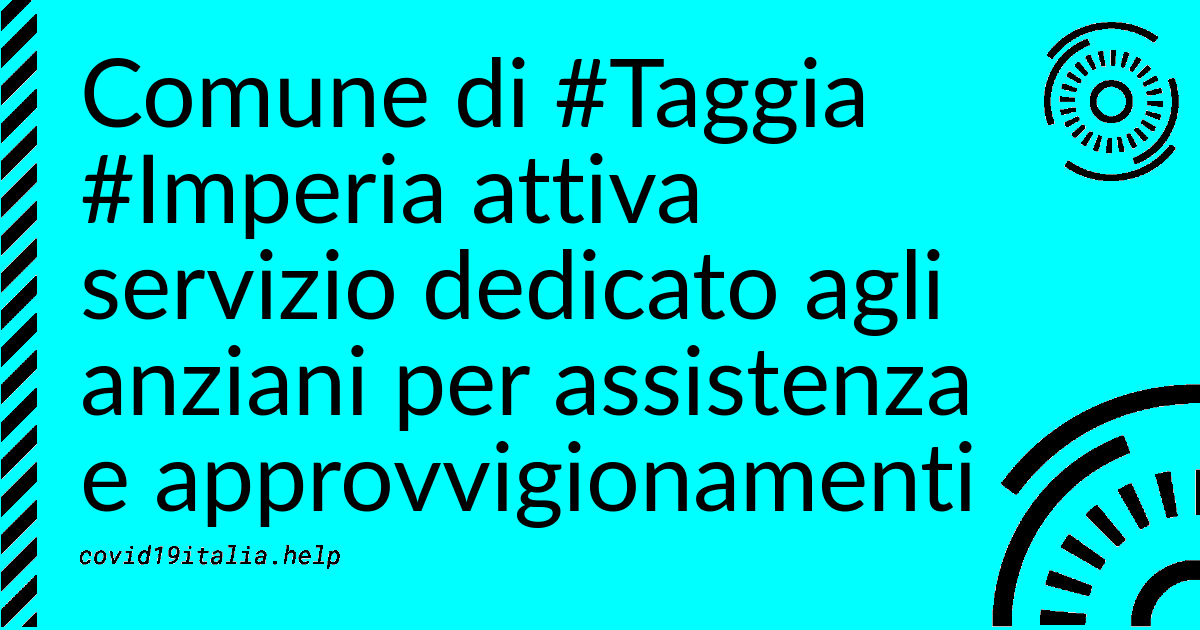 Comune di #Taggia
#Imperia attiva
servizio dedicato agli
anziani per assistenza
e approvvigionamenti
covid19italia.help